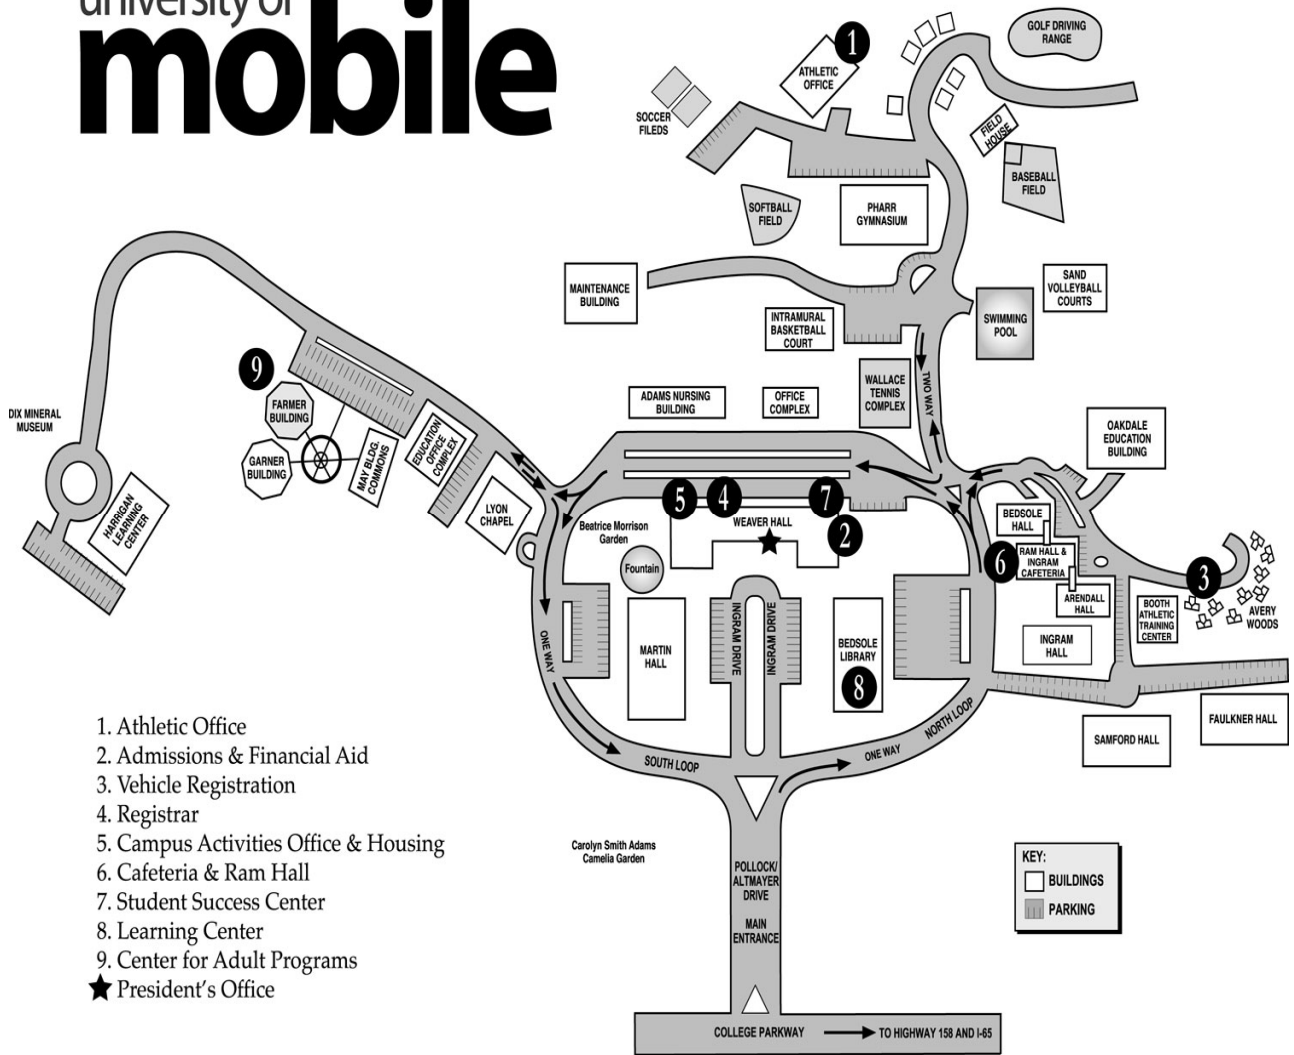 university of
mobile
1
ATHLETIC
OFFICE
GOLF DRIVING
RANGE
SOCCER
FILEDS
FIELD
HOUSE
BASEBALL
FIELD
SOFTBALL
FIELD
PHARR
GYMNASIUM
MAINTENANCE
BUILDING
SAND
VOLLEYBALL
COURTS
SWIMMING
POOL
INTRAMURAL
BASKETBALL
COURT
9
FARMER
BUILDING
GARNER
BUILDING
MAY BLDG.
COMMONS
EDUCATION
OFFICE
COMPLEX
DIX MINERAL
MUSEUM
HARRIGAN
LEARNING
CENTER
LYON
CHAPEL
ADAMS NURSING
BUILDING
OFFICE
COMPLEX
WALLACE
TENNIS
COMPLEX
TWO WAY
OAKDALE
EDUCATION
BUILDING
5
4
7
2
WEAVER HALL
Beatrice Morrison
Garden
Fountain
BEDSOLE
HALL
6
RAM HALL &
INGRAM
CAFETERIA
ARENDALL
HALL
INGRAM
HALL
3
BOOTH
ATHLETIC
TRAINING
CENTER
AVERY
WOODS
ONE WAY
MARTIN
HALL
INGRAM DRIVE
INGRAM DRIVE
BEDSOLE
LIBRARY
8
SAMFORD HALL
FAULKNER HALL
SOUTH LOOP
ONE WAY
NORTH LOOP
1. Athletic Office
2. Admissions & Financial Aid
3. Vehicle Registration
4. Registrar
5. Campus Activities Office & Housing
6. Cafeteria & Ram Hall
7. Student Success Center
8. Learning Center
9. Center for Adult Programs
★ President's Office
Carolyn Smith Adams
Camelia Garden
POLLOCK/
ALTMAYER
DRIVE
MAIN
ENTRANCE
KEY:
BUILDINGS
PARKING
COLLEGE PARKWAY
TO HIGHWAY 158 AND I-65